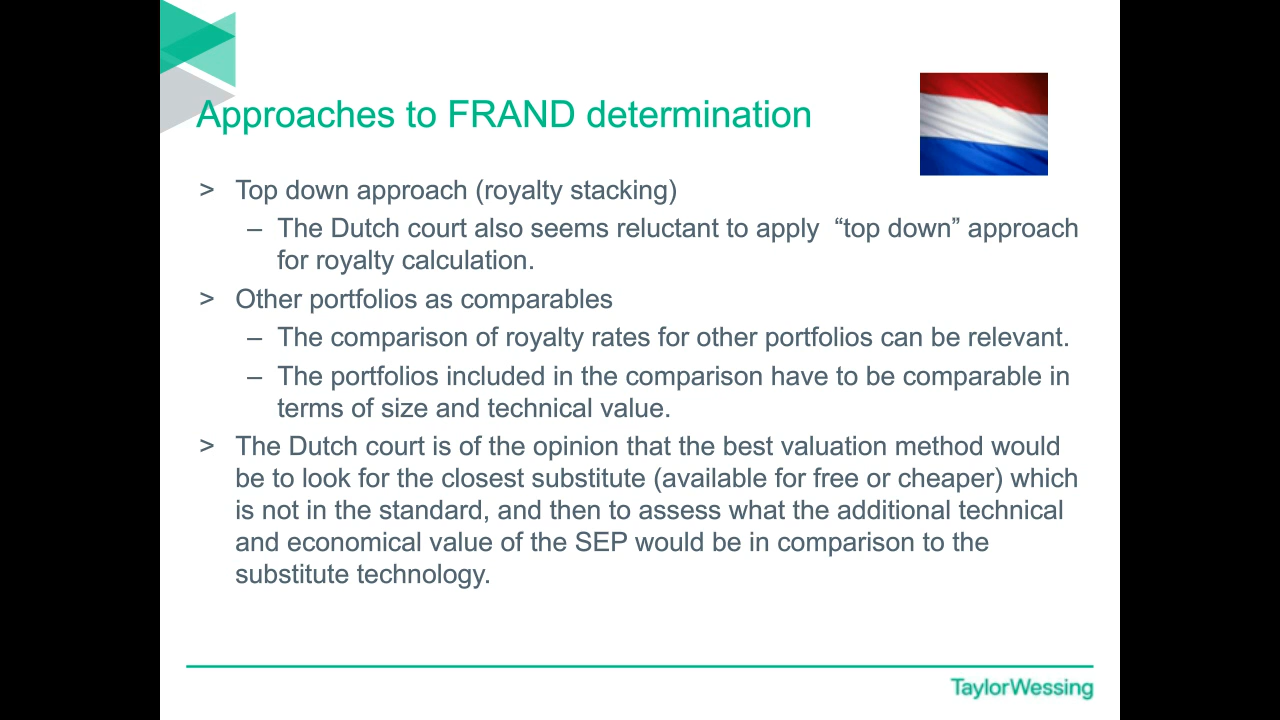 Approaches to FRAND determination
> Top down approach (royalty stacking)
– The Dutch court also seems reluctant to apply “top down” approach
for royalty calculation.
> Other portfolios as comparables
– The comparison of royalty rates for other portfolios can be relevant.
– The portfolios included in the comparison have to be comparable in
terms of size and technical value.
> The Dutch court is of the opinion that the best valuation method would
be to look for the closest substitute (available for free or cheaper) which
is not in the standard, and then to assess what the additional technical
and economical value of the SEP would be in comparison to the
substitute technology.
TaylorWessing